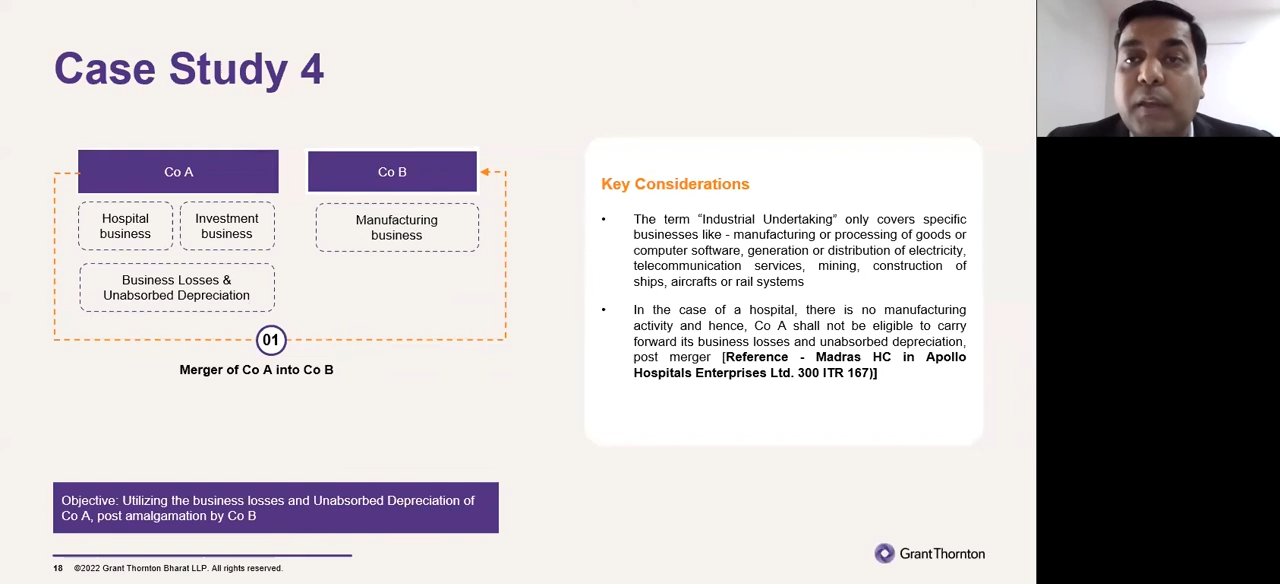 Case Study 4
Co A
Co B
Hospital
business
Investment
business
Manufacturing
business
Business Losses &
Unabsorbed Depreciation
01
Merger of Co A into Co B
Key Considerations
• The term “Industrial Undertaking” only covers specific
businesses like - manufacturing or processing of goods or
computer software, generation or distribution of electricity,
telecommunication services, mining, construction of
ships, aircrafts or rail systems
• In the case of a hospital, there is no manufacturing
activity and hence, Co A shall not be eligible to carry
forward its business losses and unabsorbed depreciation,
post merger [Reference - Madras HC in Apollo
Hospitals Enterprises Ltd. 300 ITR 167)]
Objective: Utilizing the business losses and Unabsorbed Depreciation of
Co A, post amalgamation by Co B
18 ©2022 Grant Thornton Bharat LLP. All rights reserved.
GrantThornton